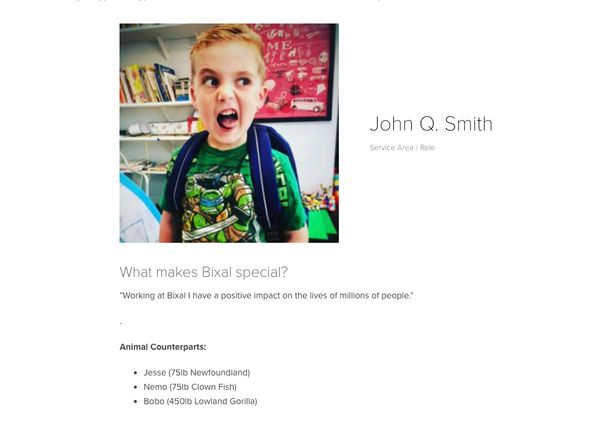 ME
John Q. Smith
Service Area / Role
What makes Bixal special?
"Working at Bixal I have a positive impact on the lives of millions of people."
.
Animal Counterparts:
• Jesse (75lb Newfoundland)
• Nemo (75lb Clown Fish)
• Bobo (450lb Lowland Gorilla)